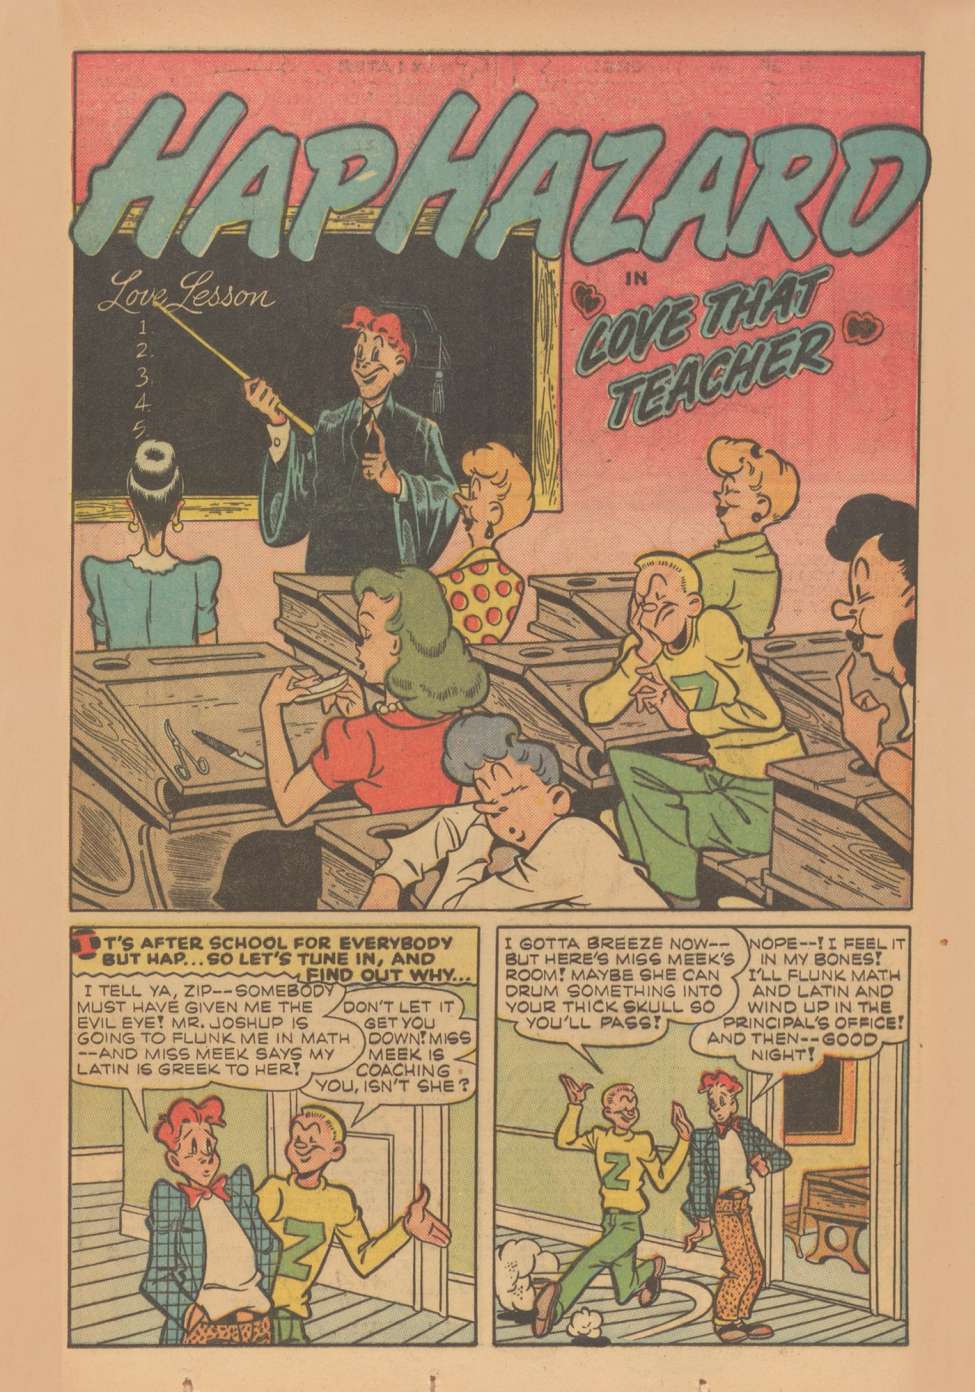 HAP HAZARD
IN
LOVE THAT
TEACHER
Love Lesson
1.
2.
3.
4.
5.
Z
IT'S AFTER SCHOOL FOR EVERYBODY
BUT HAP... SO LET'S TUNE IN, AND
FIND OUT WHY...
I TELL YA, ZIP--SOMEBODY
MUST HAVE GIVEN ME THE
EVIL EYE! MR. JOSHUP IS
GOING TO FLUNK ME IN MATH
--AND MISS MEEK SAYS MY
LATIN IS GREEK TO HER!
DON'T LET IT
GET YOU
DOWN! MISS
MEEK IS
COACHING
YOU, ISN'T SHE?
Z
I GOTTA BREEZE NOW--
BUT HERE'S MISS MEEK'S
ROOM! MAYBE SHE CAN
DRUM SOMETHING INTO
YOUR THICK SKULL SO
YOU'LL PASS!
NOPE--! I FEEL IT
IN MY BONES!
I'LL FLUNK MATH
AND LATIN AND
WIND UP IN THE
PRINCIPAL'S OFFICE!
AND THEN--GOOD
NIGHT!
Z